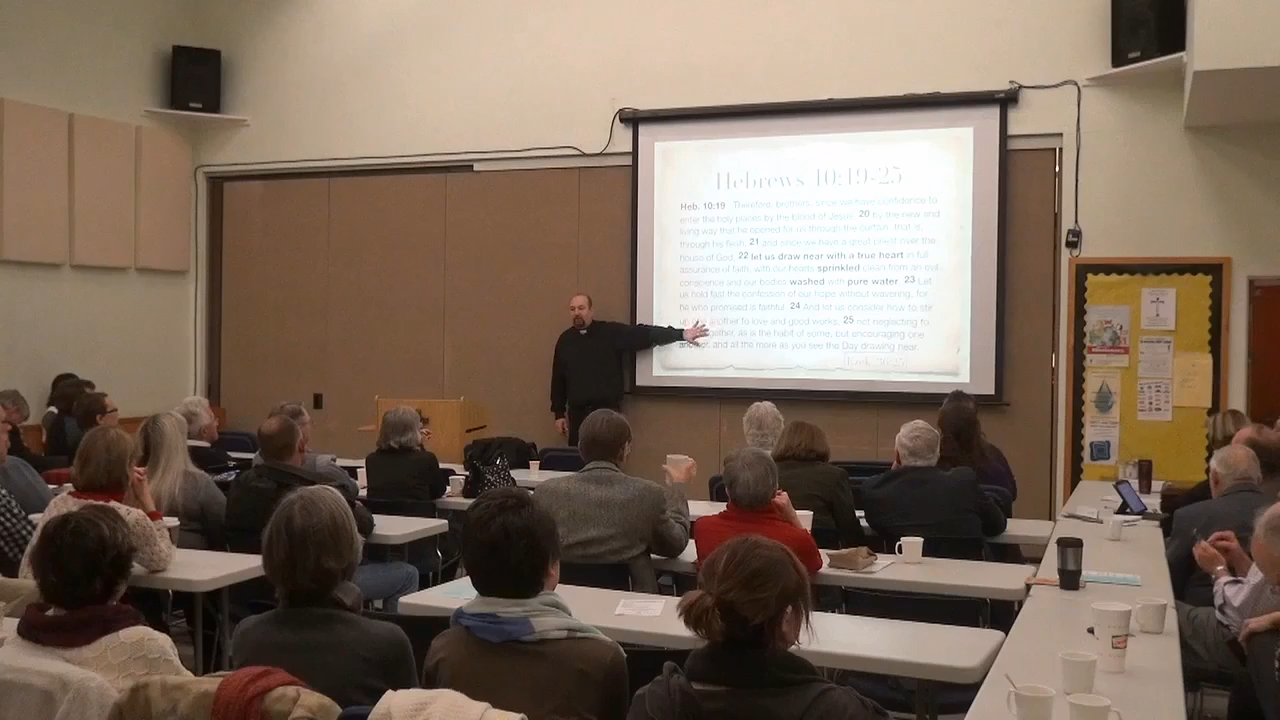 Hebrews 10:19-25
Heb. 10:19 Therefore, brothers, since we have confidence to
enter the holy places by the blood of Jesus, 20 by the new and
living way that he opened for us through the curtain, that is,
through his flesh, 21 and since we have a great priest over the
house of God, 22 let us draw near with a true heart in full
assurance of faith, with our hearts sprinkled clean from an evil
conscience and our bodies washed with pure water. 23 Let
us hold fast the confession of our hope without wavering, for
he who promised is faithful. 24 And let us consider how to stir
up one another to love and good works, 25 not neglecting to
together, as is the habit of some, but encouraging one
another, and all the more as you see the Day drawing near.